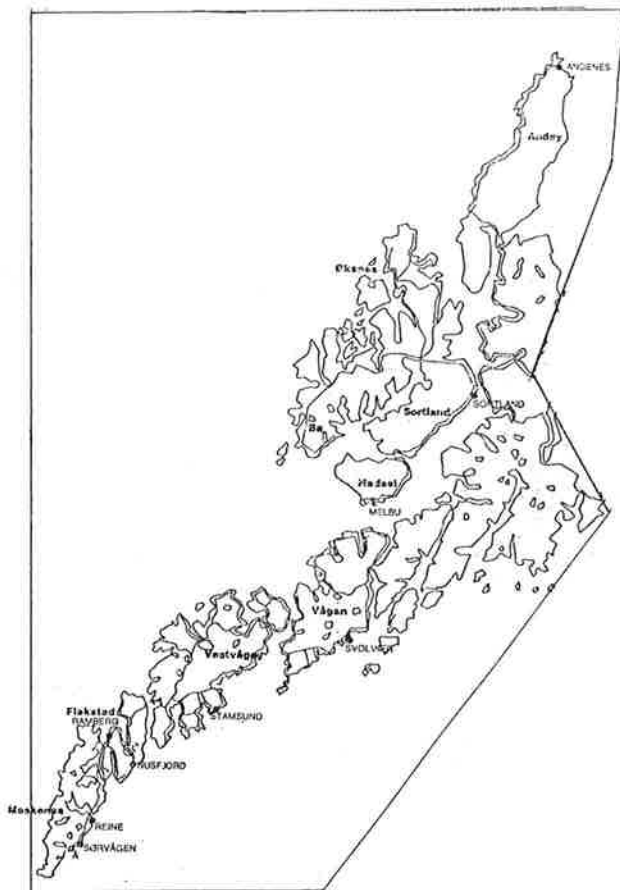 ANDENES
Andøy
Øksnes
SORTLAND
Sortland
Bø
Hadsel
MELBU
D
Vågan
SVOLVÆR
Vestvågøy
Flakstad
RAMBERG
STAMSUND
NUSFJORD
Moskenes
REINE
SØRVÅGEN
Å